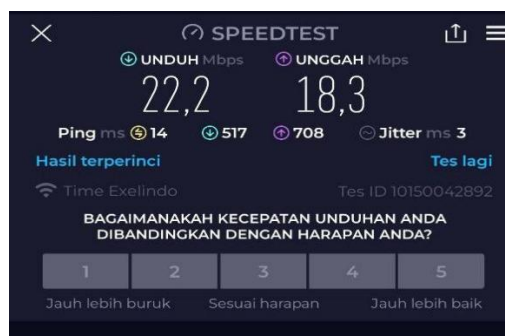 SPEEDTEST
UNDUH Mbps UNGGAH Mbps
22,2 18,3
Ping ms 14 517 708 Jitter ms 3
Hasil terperinci Tes lagi
Time Exelindo Tes ID 10150042892
BAGAIMANAKAH KECEPATAN UNDUHAN ANDA
DIBANDINGKAN DENGAN HARAPAN ANDA?
1 2 3 4 5
Jauh lebih buruk Sesuai harapan Jauh lebih baik